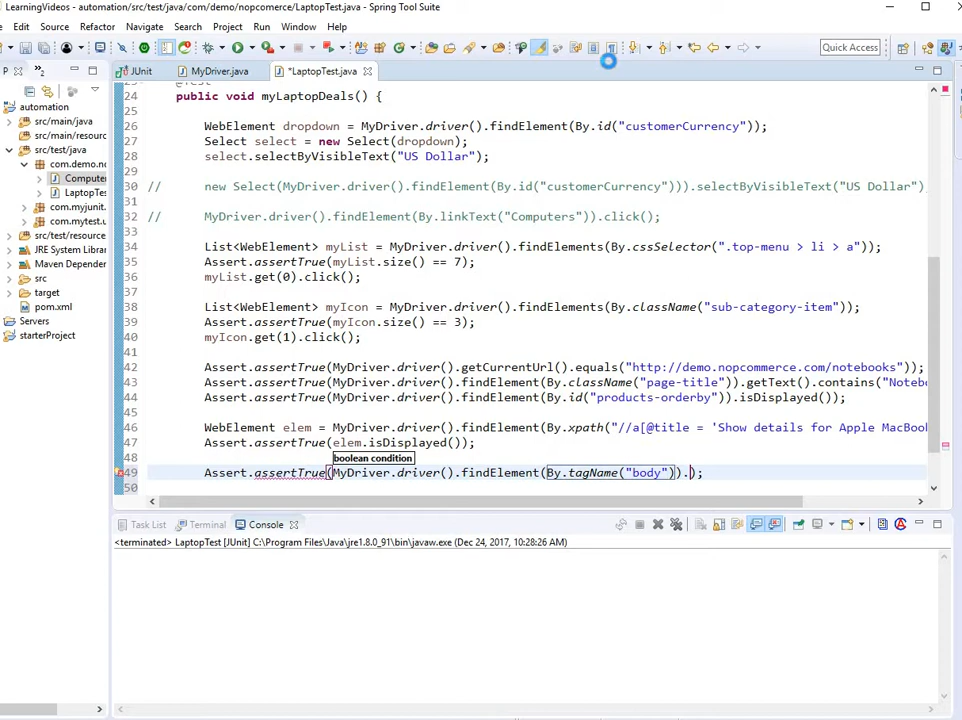 LearningVideos - automation/src/test/java/com/demo/nopcomerce/LaptopTest.java - Spring Tool Suite
Edit Source Refactor Navigate Search Project Run Window Help
Quick Access
P »2
JUnit MyDriver.java *LaptopTest.java
automation
src/main/java
src/main/resourc
src/test/java
com.demo.no
Compute
LaptopTes
com.myjunit.
com.mytest.u
src/test/resource
JRE System Librar
Maven Depender
src
target
pom.xml
Servers
starterProject
@Test
24 public void myLaptopDeals() {
25
26 WebElement dropdown = MyDriver.driver().findElement(By.id("customerCurrency"));
27 Select select = new Select(dropdown);
28 select.selectByVisibleText("US Dollar");
29
30 // new Select(MyDriver.driver().findElement(By.id("customerCurrency"))).selectByVisibleText("US Dollar");
31
32 // MyDriver.driver().findElement(By.linkText("Computers")).click();
33
34 List<WebElement> myList = MyDriver.driver().findElements(By.cssSelector(".top-menu > li > a"));
35 Assert.assertTrue(myList.size() == 7);
36 myList.get(0).click();
37
38 List<WebElement> myIcon = MyDriver.driver().findElements(By.className("sub-category-item"));
39 Assert.assertTrue(myIcon.size() == 3);
40 myIcon.get(1).click();
41
42 Assert.assertTrue(MyDriver.driver().getCurrentUrl().equals("http://demo.nopcommerce.com/notebooks"));
43 Assert.assertTrue(MyDriver.driver().findElement(By.className("page-title")).getText().contains("Notebo
44 Assert.assertTrue(MyDriver.driver().findElement(By.id("products-orderby")).isDisplayed());
45
46 WebElement elem = MyDriver.driver().findElement(By.xpath("//a[@title = 'Show details for Apple MacBook
47 Assert.assertTrue(elem.isDisplayed());
48 boolean condition
49 Assert.assertTrue(MyDriver.driver().findElement(By.tagName("body")).);
50
Task List Terminal Console
<terminated> LaptopTest [JUnit] C:\Program Files\Java\jre1.8.0_91\bin\javaw.exe (Dec 24, 2017, 10:28:26 AM)